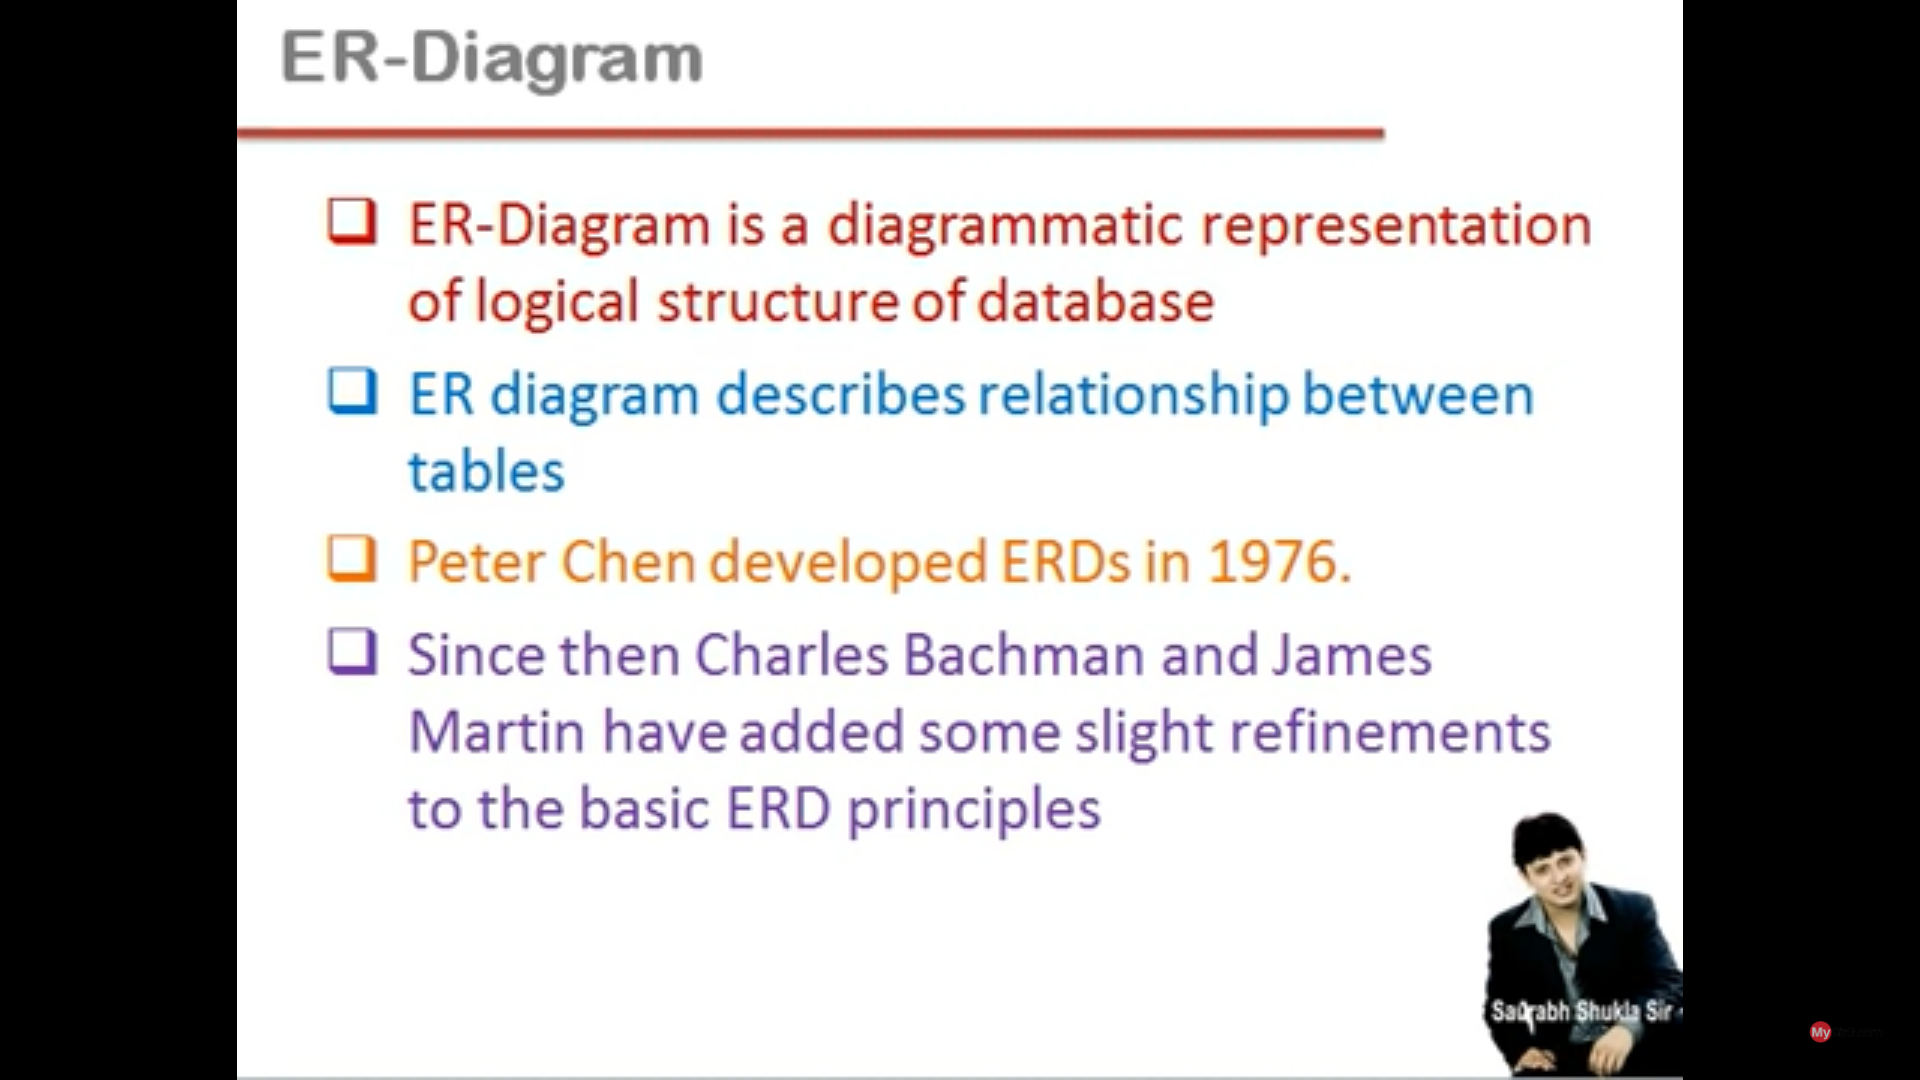 ER-Diagram
ER-Diagram is a diagrammatic representation
of logical structure of database
ER diagram describes relationship between
tables
Peter Chen developed ERDs in 1976.
Since then Charles Bachman and James
Martin have added some slight refinements
to the basic ERD principles
Saurabh Shukla Sir
My